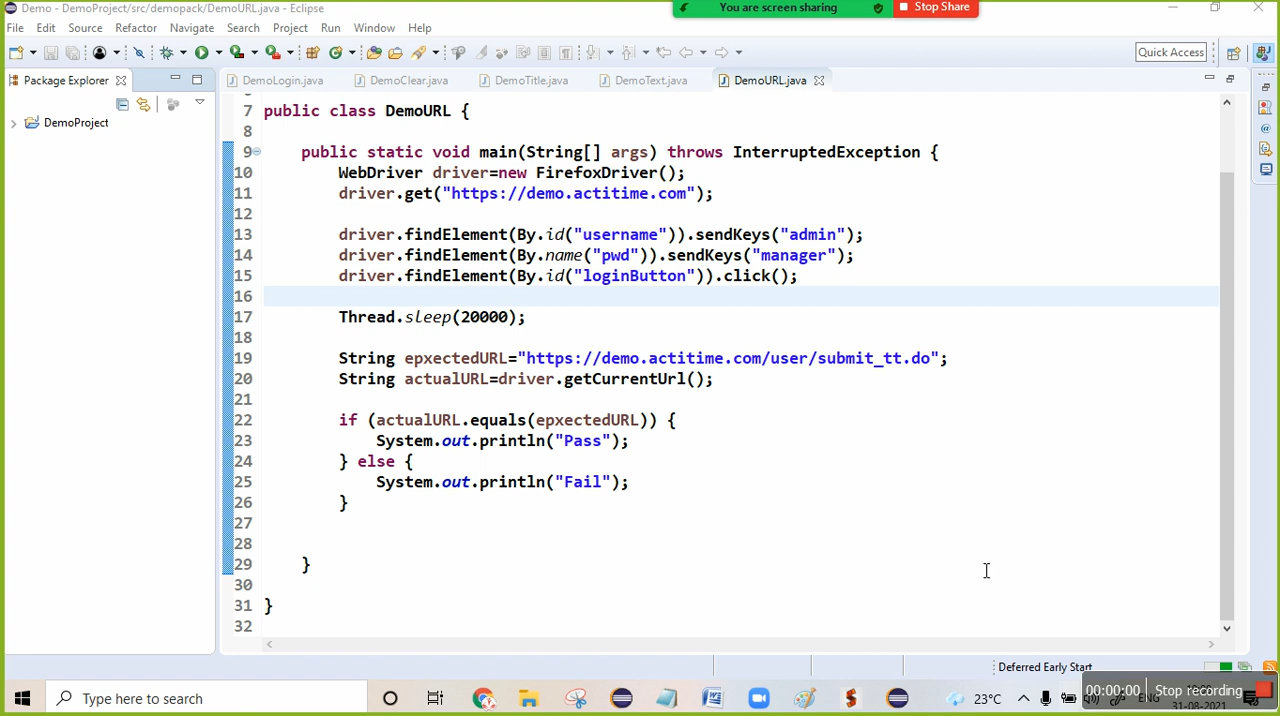 Demo - DemoProject/src/demopack/DemoURL.java - Eclipse
You are screen sharing
Stop Share
File Edit Source Refactor Navigate Search Project Run Window Help
Quick Access
Package Explorer
DemoLogin.java DemoClear.java DemoTitle.java DemoText.java DemoURL.java
DemoProject
7 public class DemoURL {
8
9 public static void main(String[] args) throws InterruptedException {
10 WebDriver driver=new FirefoxDriver();
11 driver.get("https://demo.actitime.com");
12
13 driver.findElement(By.id("username")).sendKeys("admin");
14 driver.findElement(By.name("pwd")).sendKeys("manager");
15 driver.findElement(By.id("loginButton")).click();
16
17 Thread.sleep(20000);
18
19 String epxectedURL="https://demo.actitime.com/user/submit_tt.do";
20 String actualURL=driver.getCurrentUrl();
21
22 if (actualURL.equals(epxectedURL)) {
23 System.out.println("Pass");
24 } else {
25 System.out.println("Fail");
26 }
27
28
29 }
30
31 }
32
Deferred Early Start
Type here to search
23°C
ENG
31-08-2021
00:00:00 Stop recording